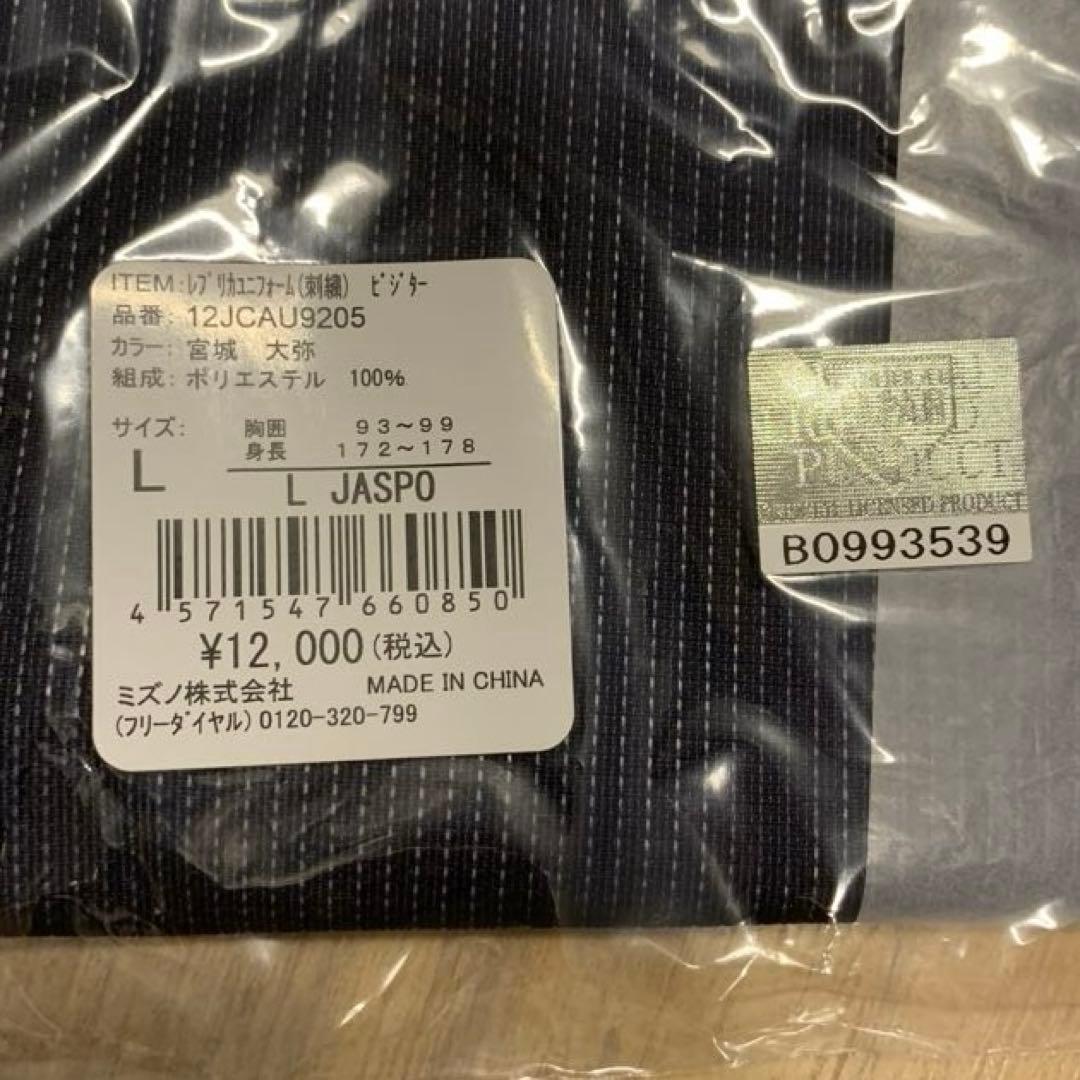 ITEM:ﾚﾌﾟﾘｶﾕﾆﾌｫｰﾑ(刺繍) ﾋﾞｼﾞﾀｰ
品番: 12JCAU9205
カラー: 宮城 大弥
組成: ポリエステル 100%
サイズ: 胸囲 93～99
身長 172～178
L
L JASPO
4 571547 660850
¥12,000(税込)
ミズノ株式会社 MADE IN CHINA
(フリーダイヤル)0120-320-799
LICENSED PRODUCT
B0993539